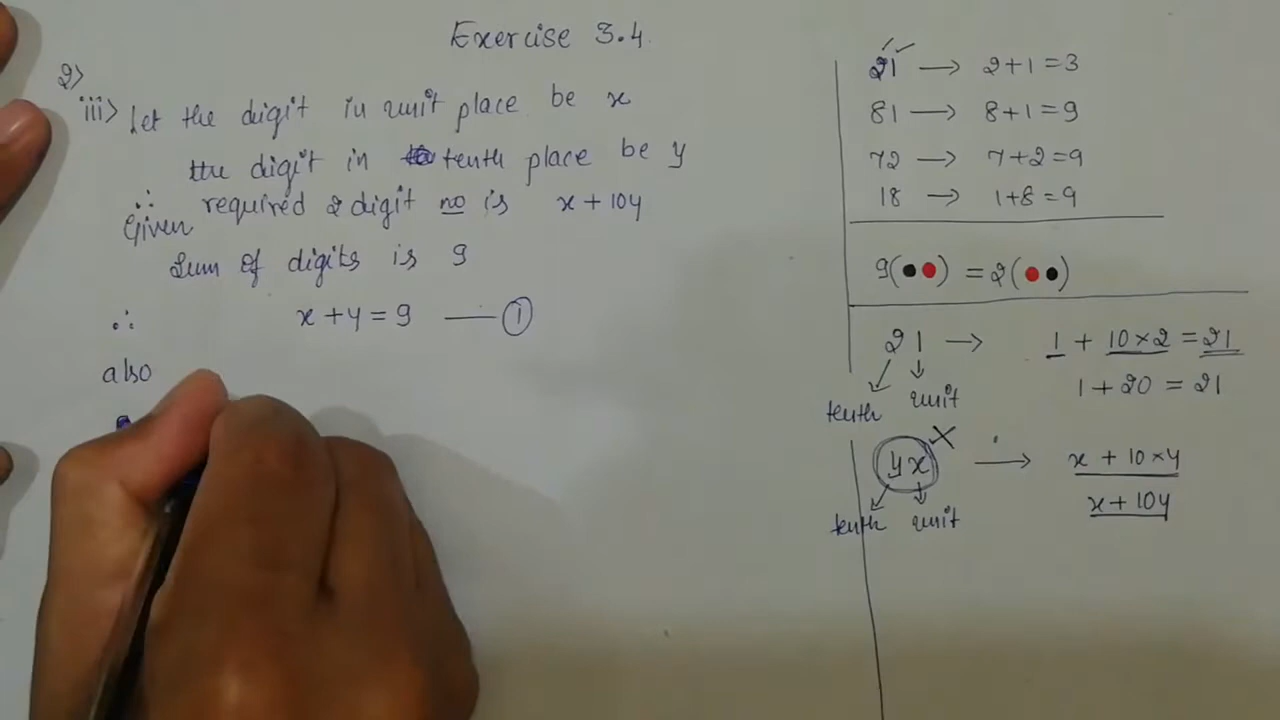 Exercise 3.4
2>
iii> Let the digit in unit place be x
the digit in tenth place be y
∴ required 2 digit no is x + 10y
Given
Sum of digits is 9
∴ x + y = 9 —— ①
also
21 → 2+1 = 3
81 → 8+1 = 9
72 → 7+2 = 9
18 → 1+8 = 9
9( ) = 2( )
21 → 1 + 10×2 = 21
1 + 20 = 21
tenth unit
yx → x + 10×y
x + 10y
tenth unit